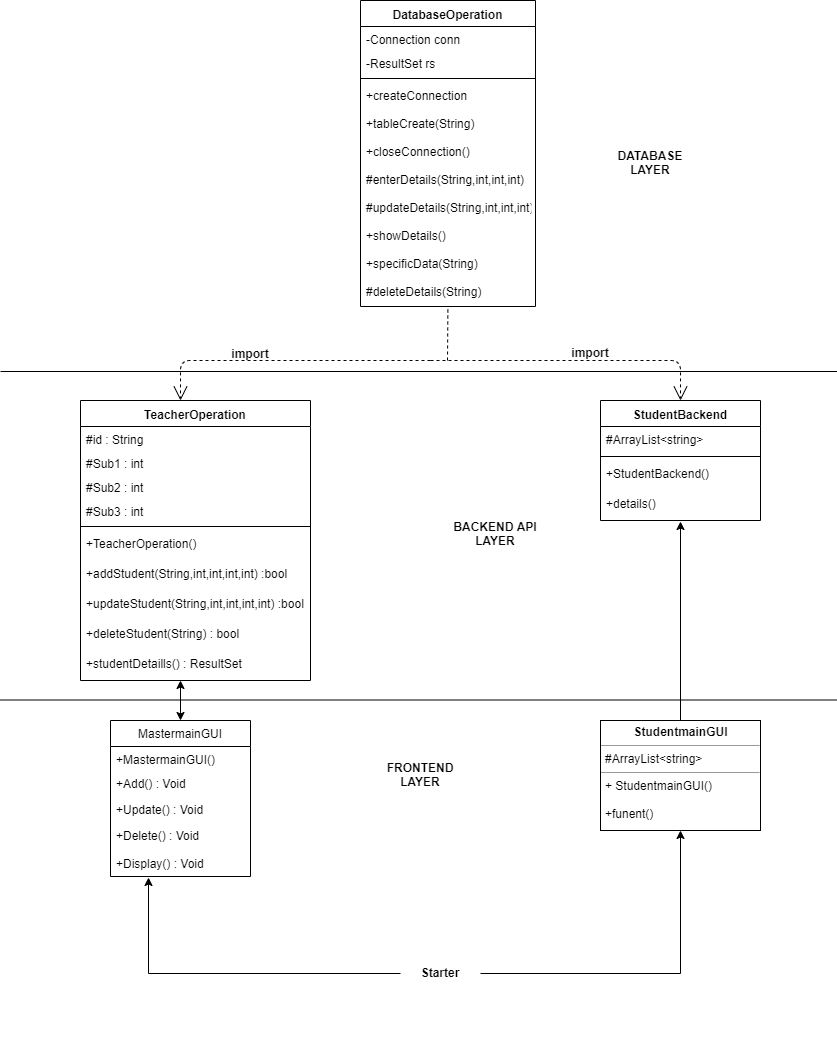 DatabaseOperation
-Connection conn
-ResultSet rs
+createConnection
+tableCreate(String)
+closeConnection()
#enterDetails(String,int,int,int)
#updateDetails(String,int,int,int)
+showDetails()
+specificData(String)
#deleteDetails(String)
DATABASE
LAYER
import
import
TeacherOperation
#id : String
#Sub1 : int
#Sub2 : int
#Sub3 : int
+TeacherOperation()
+addStudent(String,int,int,int,int) :bool
+updateStudent(String,int,int,int,int) :bool
+deleteStudent(String) : bool
+studentDetaills() : ResultSet
BACKEND API
LAYER
StudentBackend
#ArrayList<string>
+StudentBackend()
+details()
MastermainGUI
+MastermainGUI()
+Add() : Void
+Update() : Void
+Delete() : Void
+Display() : Void
FRONTEND
LAYER
StudentmainGUI
#ArrayList<string>
+ StudentmainGUI()
+funent()
Starter